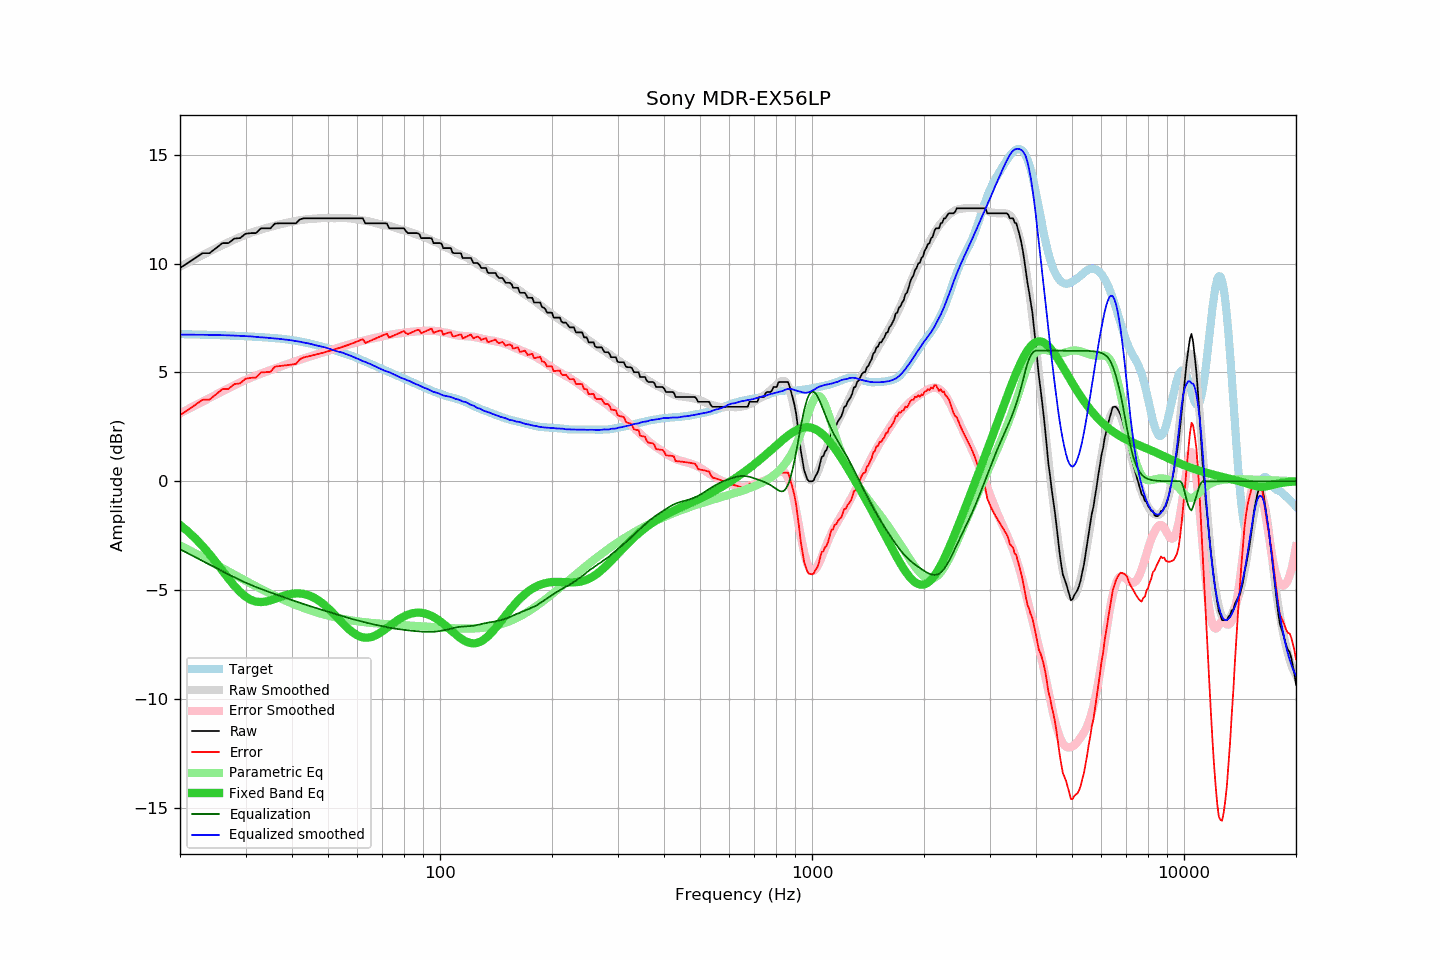 Sony MDR-EX56LP
15
10
5
0
−5
−10
−15
Amplitude (dBr)
Target
Raw Smoothed
Error Smoothed
Raw
Error
Parametric Eq
Fixed Band Eq
Equalization
Equalized smoothed
100
1000
10000
Frequency (Hz)